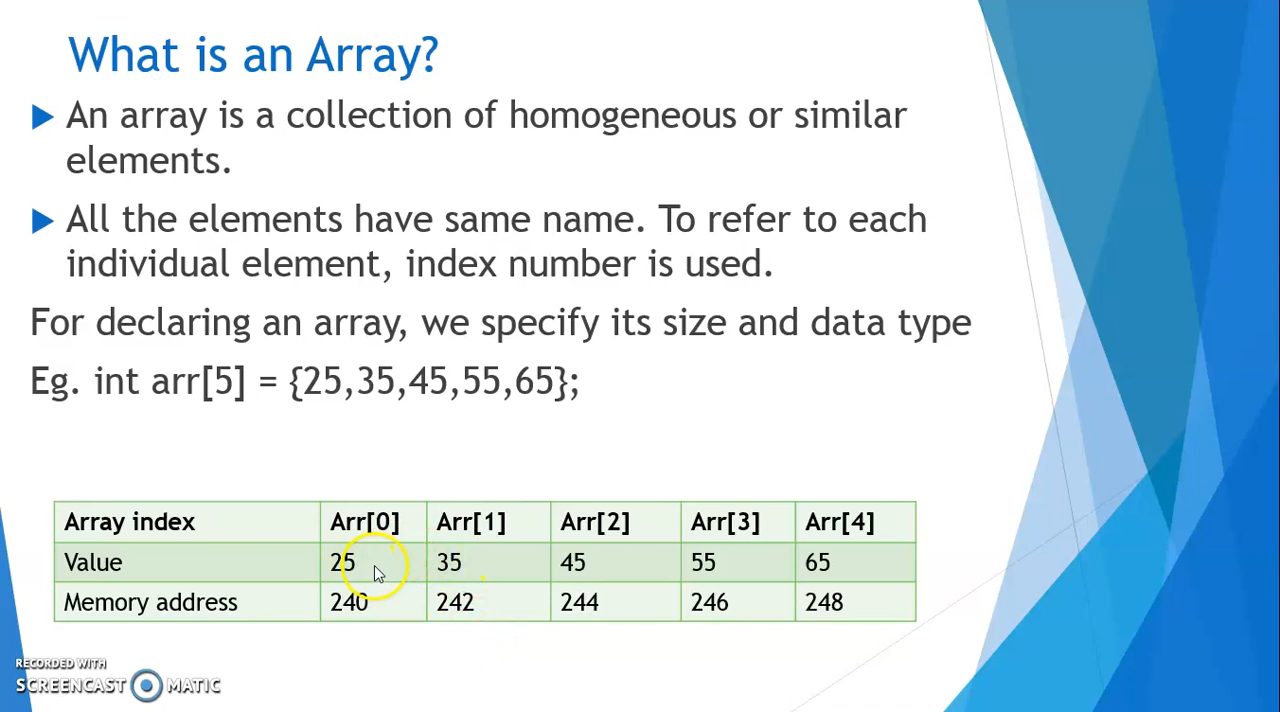 What is an Array?
An array is a collection of homogeneous or similar
elements.
All the elements have same name. To refer to each
individual element, index number is used.
For declaring an array, we specify its size and data type
Eg. int arr[5] = {25,35,45,55,65};
Array index Arr[0] Arr[1] Arr[2] Arr[3] Arr[4]
Value 25 35 45 55 65
Memory address 240 242 244 246 248
RECORDED WITH
SCREENCAST MATIC